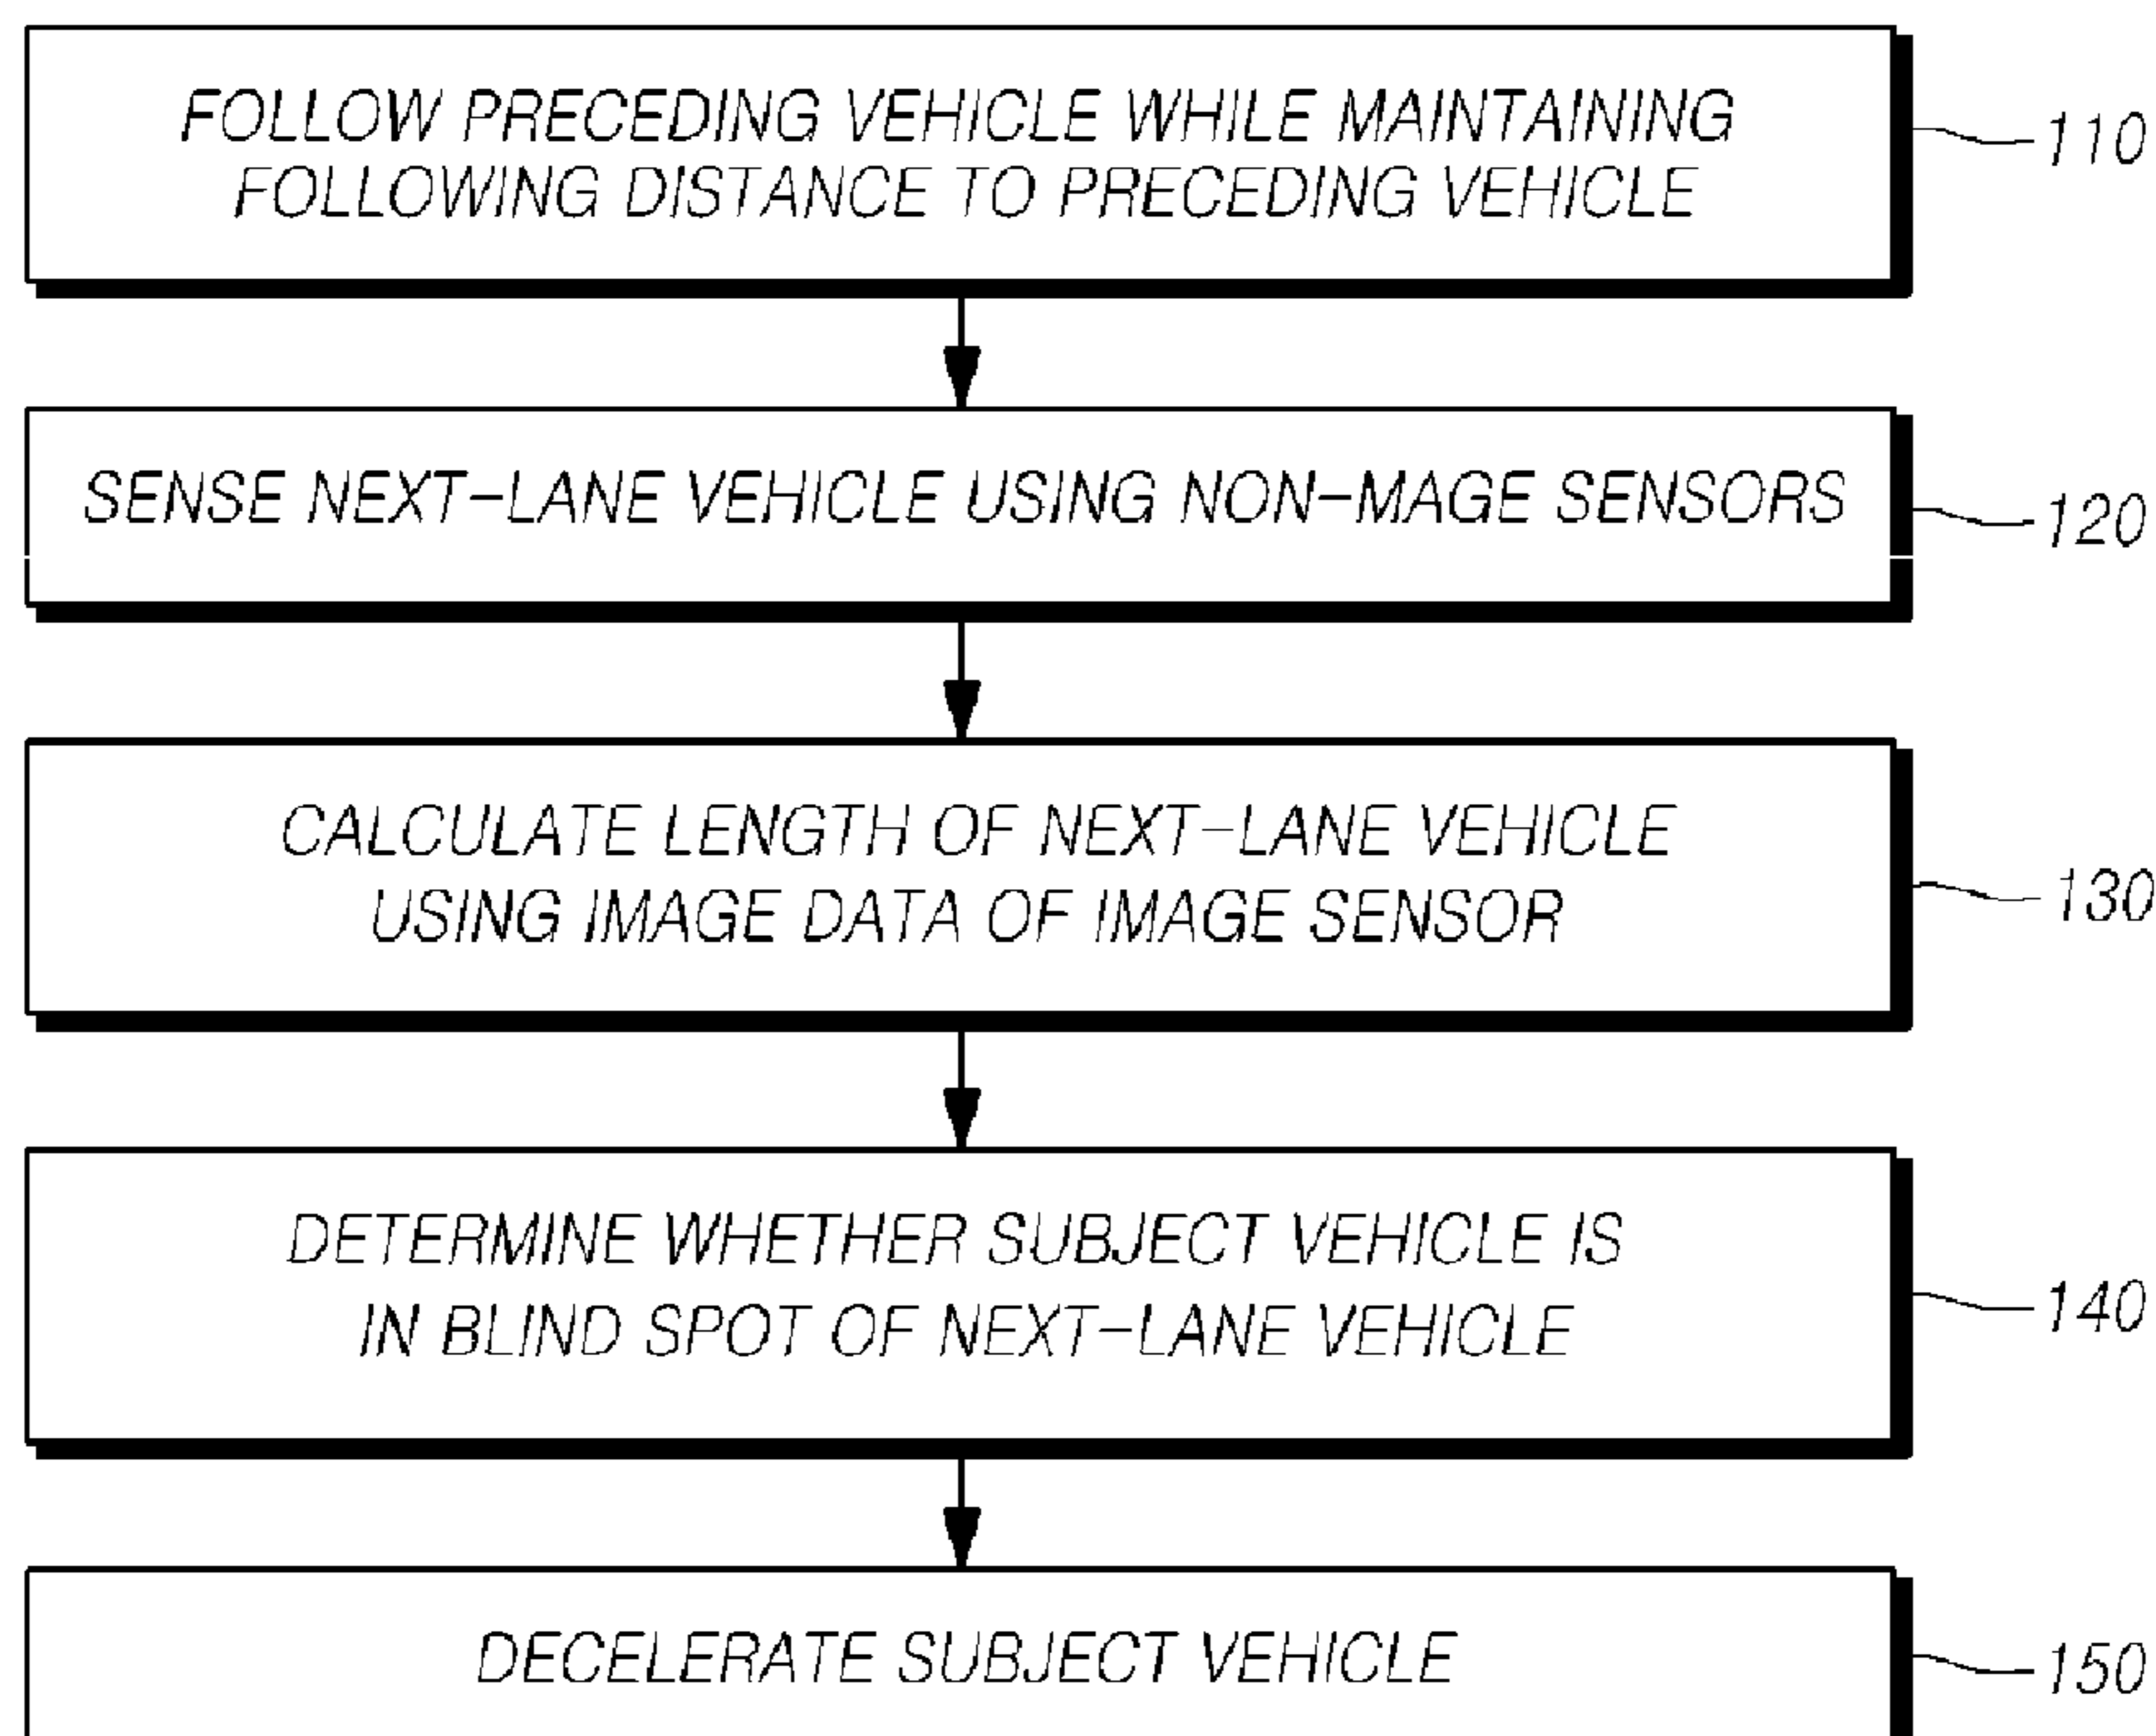 FOLLOW PRECEDING VEHICLE WHILE MAINTAINING
FOLLOWING DISTANCE TO PRECEDING VEHICLE
110
SENSE NEXT-LANE VEHICLE USING NON-MAGE SENSORS
120
CALCULATE LENGTH OF NEXT-LANE VEHICLE
USING IMAGE DATA OF IMAGE SENSOR
130
DETERMINE WHETHER SUBJECT VEHICLE IS
IN BLIND SPOT OF NEXT-LANE VEHICLE
140
DECELERATE SUBJECT VEHICLE
150